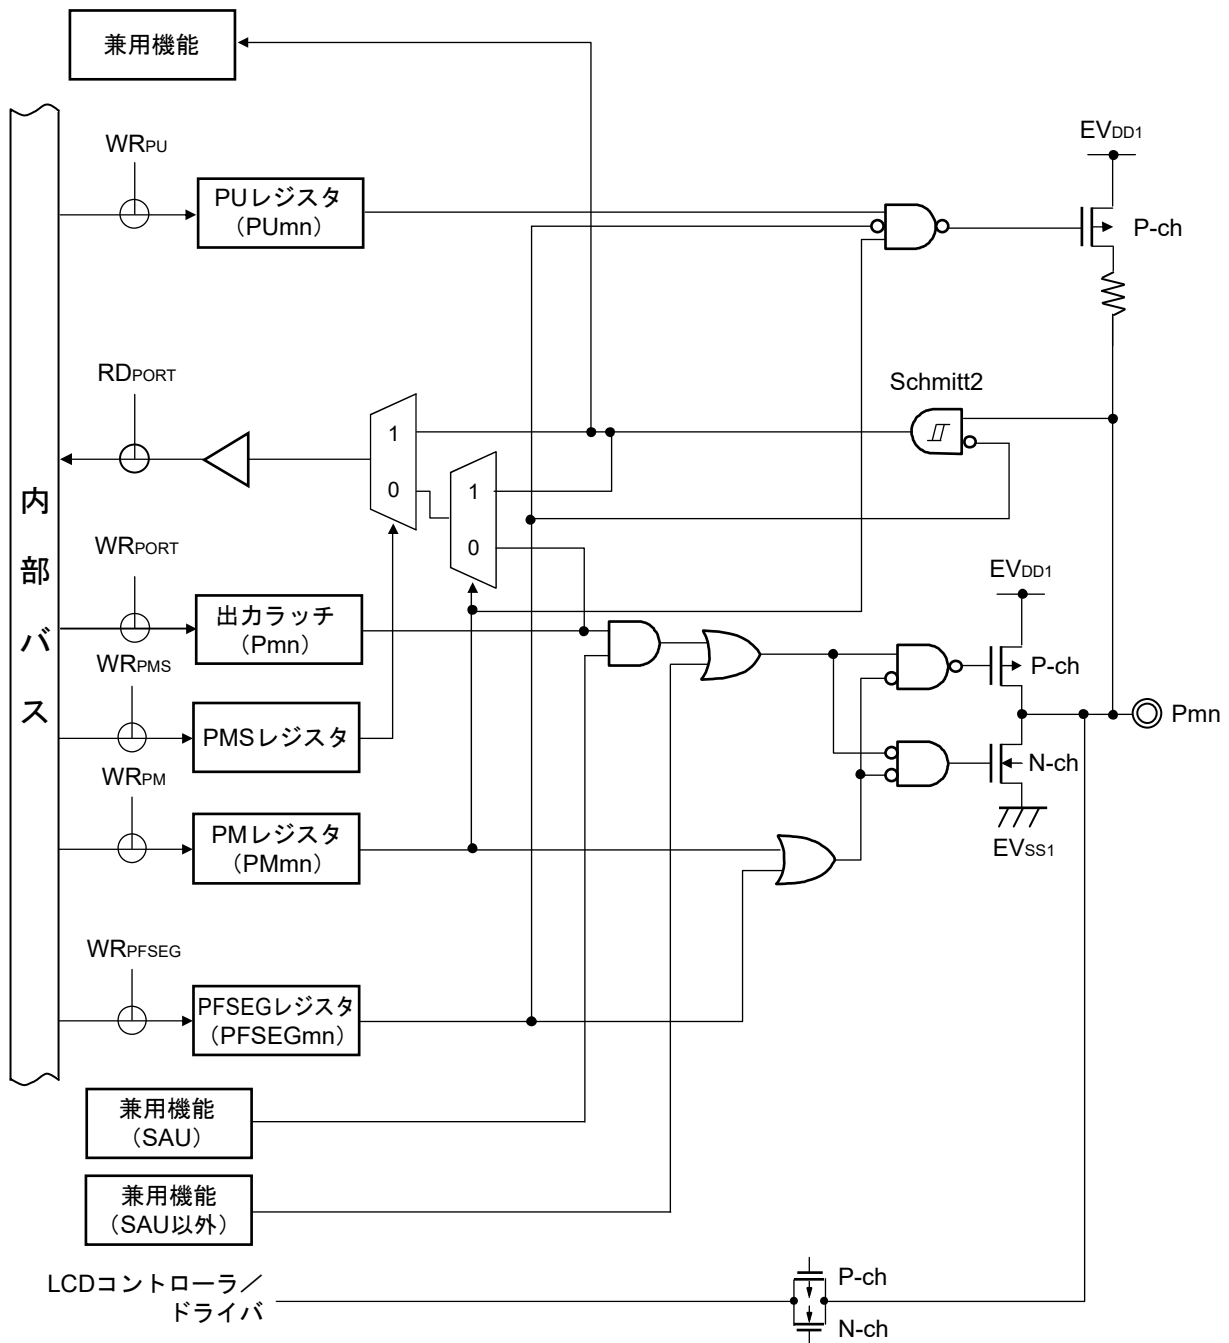 兼用機能
WRPU
PUレジスタ
（PUmn）
EVDD1
P-ch
RDPORT
Schmitt2
1
0
1
0
内部バス
WRPORT
出力ラッチ
（Pmn）
EVDD1
P-ch
WRPMS
PMSレジスタ
Pmn
N-ch
WRPM
PMレジスタ
（PMmn）
EVSS1
WRPFSEG
PFSEGレジスタ
（PFSEGmn）
兼用機能
（SAU）
兼用機能
（SAU以外）
LCDコントローラ／
ドライバ
P-ch
N-ch